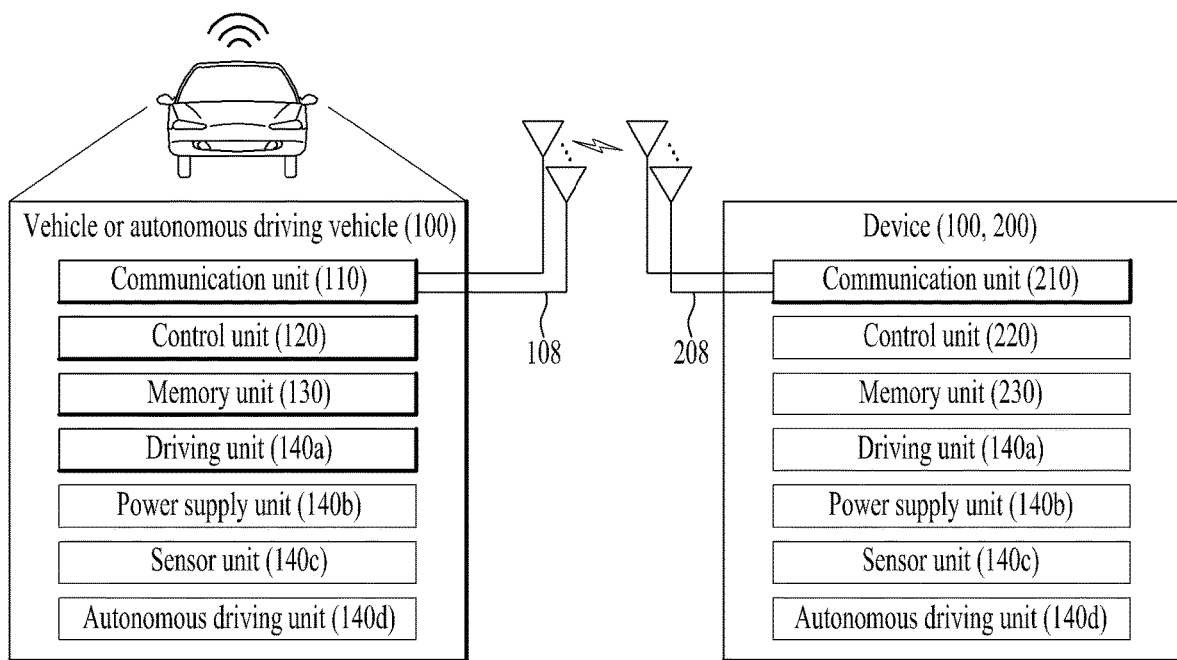 Vehicle or autonomous driving vehicle (100)
Communication unit (110)
Control unit (120)
Memory unit (130)
Driving unit (140a)
Power supply unit (140b)
Sensor unit (140c)
Autonomous driving unit (140d)
108
208
Device (100, 200)
Communication unit (210)
Control unit (220)
Memory unit (230)
Driving unit (140a)
Power supply unit (140b)
Sensor unit (140c)
Autonomous driving unit (140d)